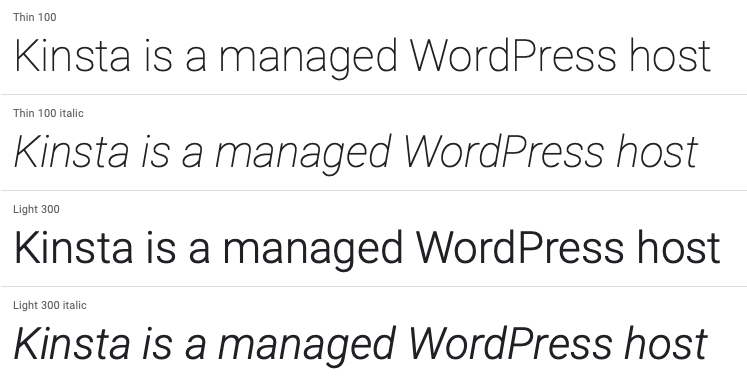 Thin 100
Kinsta is a managed WordPress host
Thin 100 italic
Kinsta is a managed WordPress host
Light 300
Kinsta is a managed WordPress host
Light 300 italic
Kinsta is a managed WordPress host